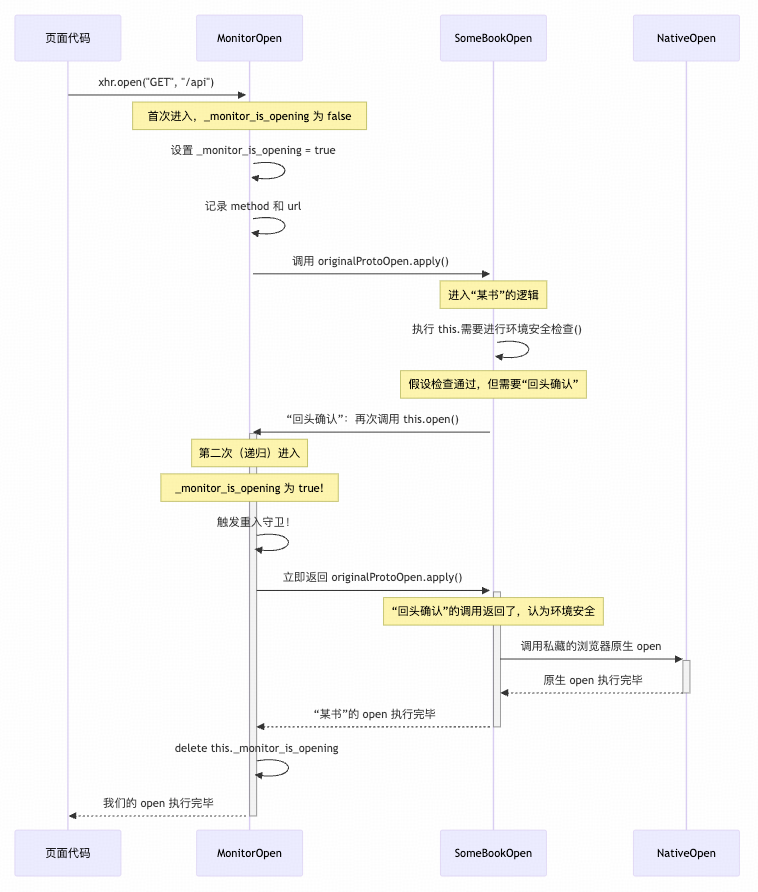 页面代码
MonitorOpen
SomeBookOpen
NativeOpen
xhr.open("GET", "/api")
首次进入，_monitor_is_opening 为 false
设置 _monitor_is_opening = true
记录 method 和 url
调用 originalProtoOpen.apply()
进入“某书”的逻辑
执行 this.需要进行环境安全检查()
假设检查通过，但需要“回头确认”
“回头确认”：再次调用 this.open()
第二次（递归）进入
_monitor_is_opening 为 true！
触发重入守卫！
立即返回 originalProtoOpen.apply()
“回头确认”的调用返回了，认为环境安全
调用私藏的浏览器原生 open
原生 open 执行完毕
“某书”的 open 执行完毕
delete this._monitor_is_opening
我们的 open 执行完毕
页面代码
MonitorOpen
SomeBookOpen
NativeOpen